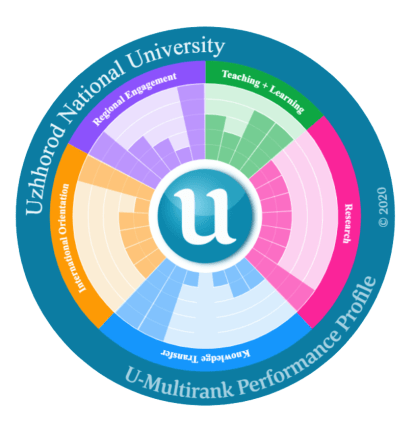 Uzhhorod National University
Teaching + Learning
Research
Knowledge Transfer
International Orientation
Regional Engagement
u
© 2020
U-Multirank Performance Profile